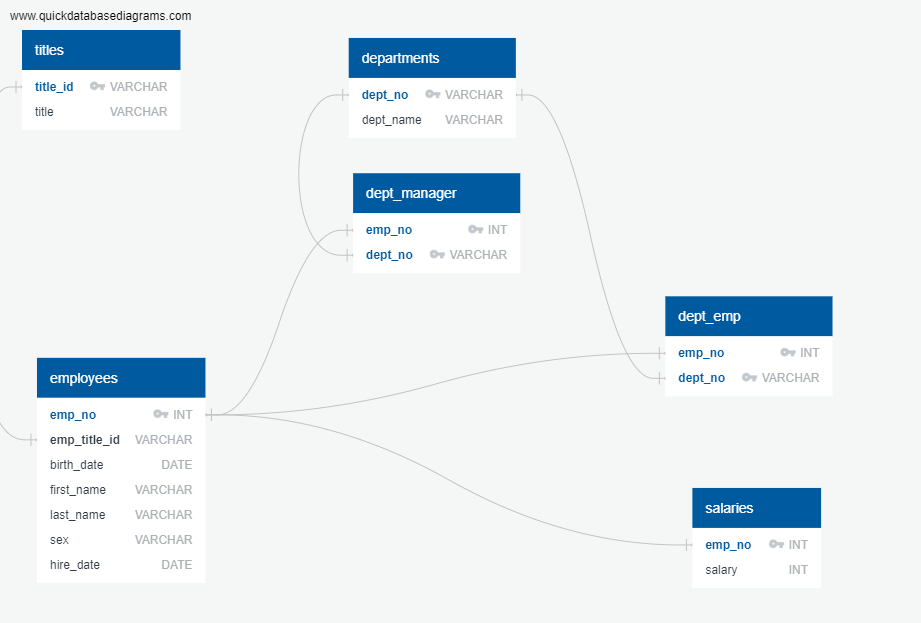 www.quickdatabasediagrams.com
titles
title_id VARCHAR
title VARCHAR
departments
dept_no VARCHAR
dept_name VARCHAR
dept_manager
emp_no INT
dept_no VARCHAR
dept_emp
emp_no INT
dept_no VARCHAR
employees
emp_no INT
emp_title_id VARCHAR
birth_date DATE
first_name VARCHAR
last_name VARCHAR
sex VARCHAR
hire_date DATE
salaries
emp_no INT
salary INT